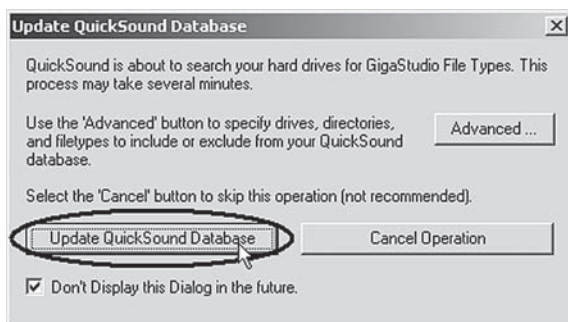 Update QuickSound Database
QuickSound is about to search your hard drives for GigaStudio File Types. This
process may take several minutes.
Use the 'Advanced' button to specify drives, directories,
and filetypes to include or exclude from your QuickSound
database.
Advanced ...
Select the 'Cancel' button to skip this operation (not recommended).
Update QuickSound Database
Cancel Operation
Don't Display this Dialog in the future.